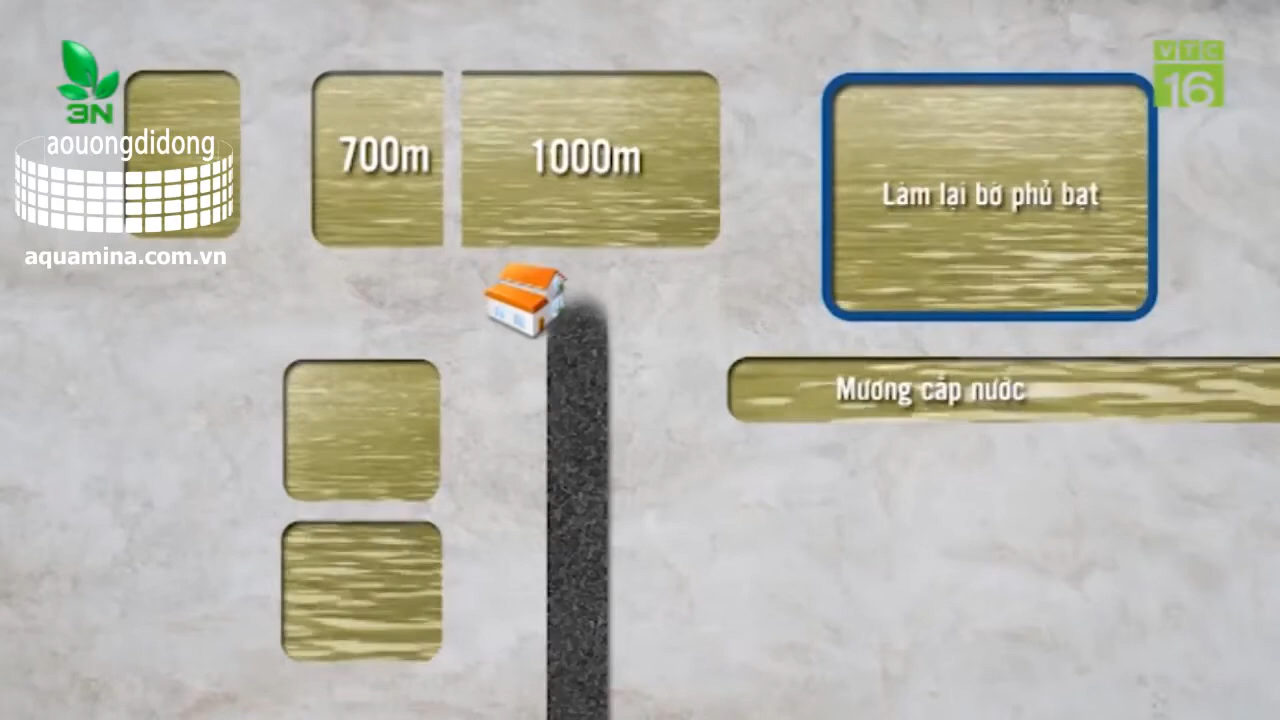 3N
aouongdidong
aquamina.com.vn
700m
1000m
Làm lại bờ phủ bạt
VTC
16
Mương cấp nước